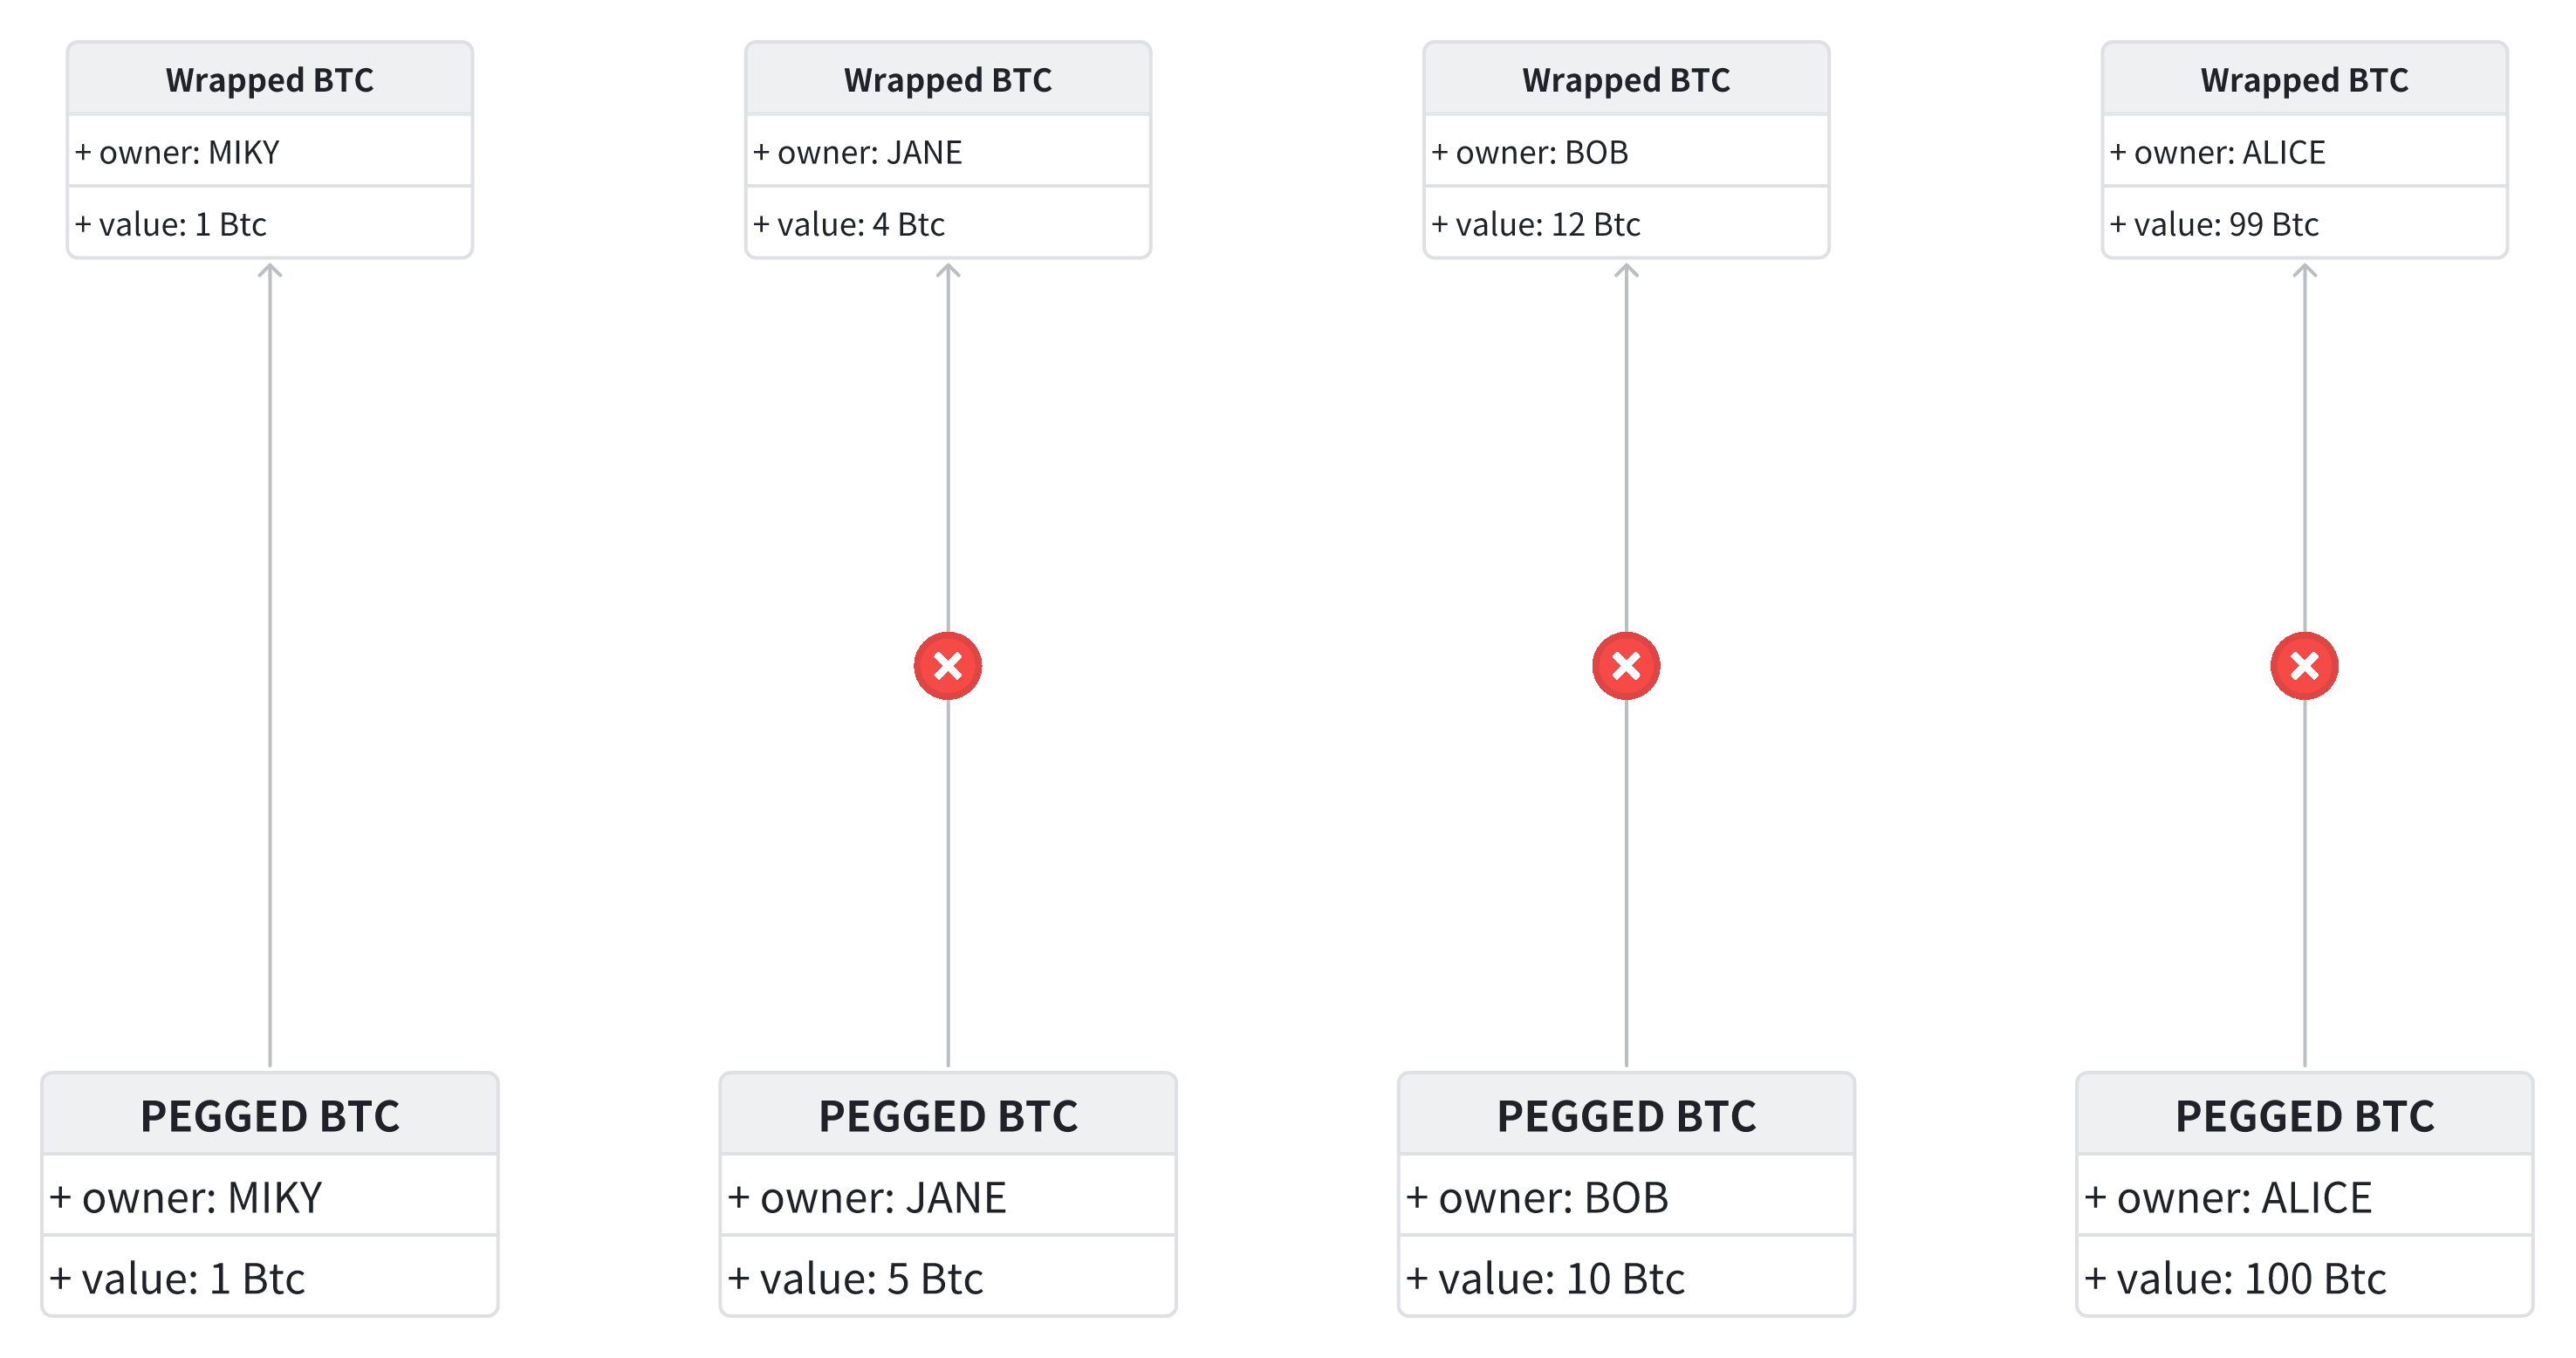 Wrapped BTC
+ owner: MIKY
+ value: 1 Btc
Wrapped BTC
+ owner: JANE
+ value: 4 Btc
Wrapped BTC
+ owner: BOB
+ value: 12 Btc
Wrapped BTC
+ owner: ALICE
+ value: 99 Btc
PEGGED BTC
+ owner: MIKY
+ value: 1 Btc
PEGGED BTC
+ owner: JANE
+ value: 5 Btc
PEGGED BTC
+ owner: BOB
+ value: 10 Btc
PEGGED BTC
+ owner: ALICE
+ value: 100 Btc